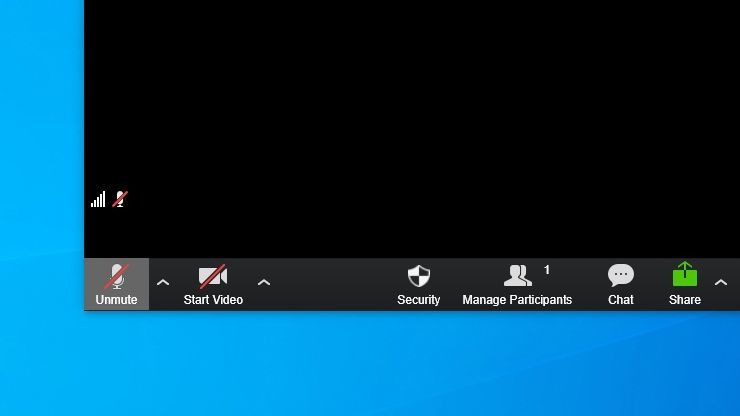 1
Unmute
Start Video
Security
Manage Participants
Chat
Share